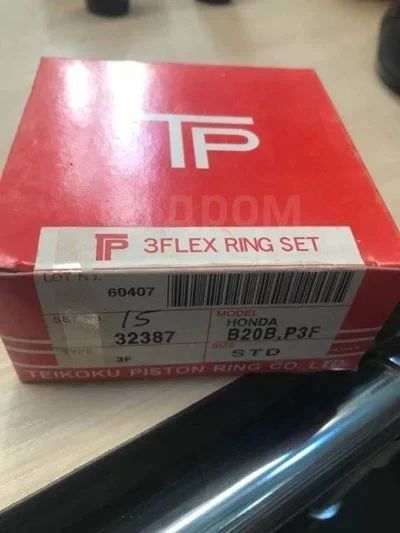 TP
дром
TP 3FLEX RING SET
LOT NO.
60407
SET NO. 15
32387
MODEL
HONDA
B20B,P3F
TYPE
3F
SIZE
STD
TEIKOKU PISTON RING CO.,LTD.